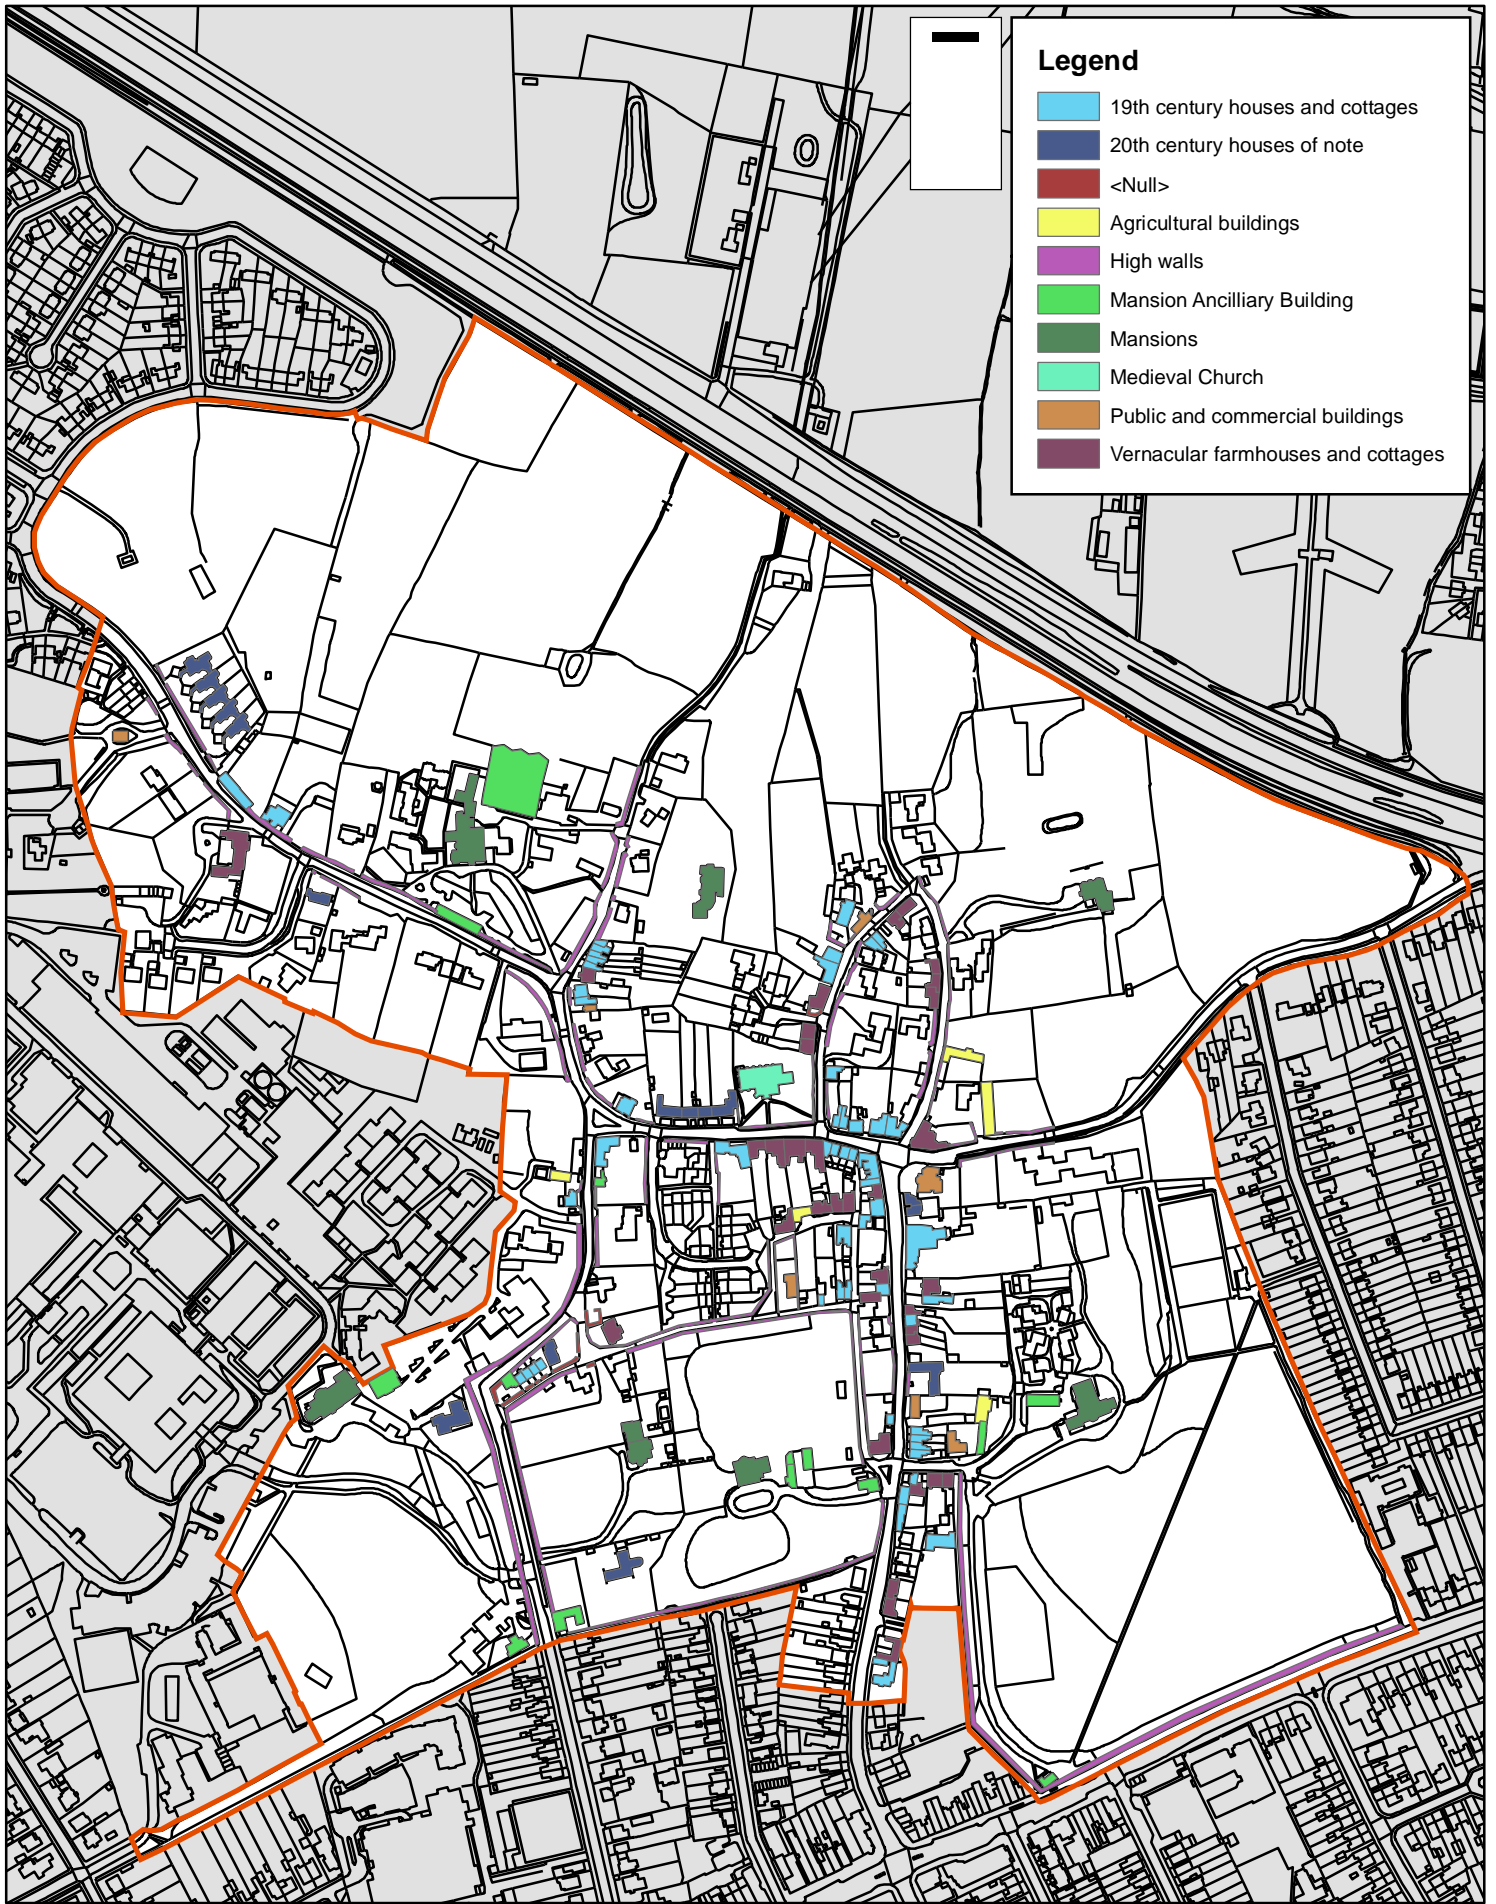 Legend
19th century houses and cottages
20th century houses of note
<Null>
Agricultural buildings
High walls
Mansion Ancilliary Building
Mansions
Medieval Church
Public and commercial buildings
Vernacular farmhouses and cottages